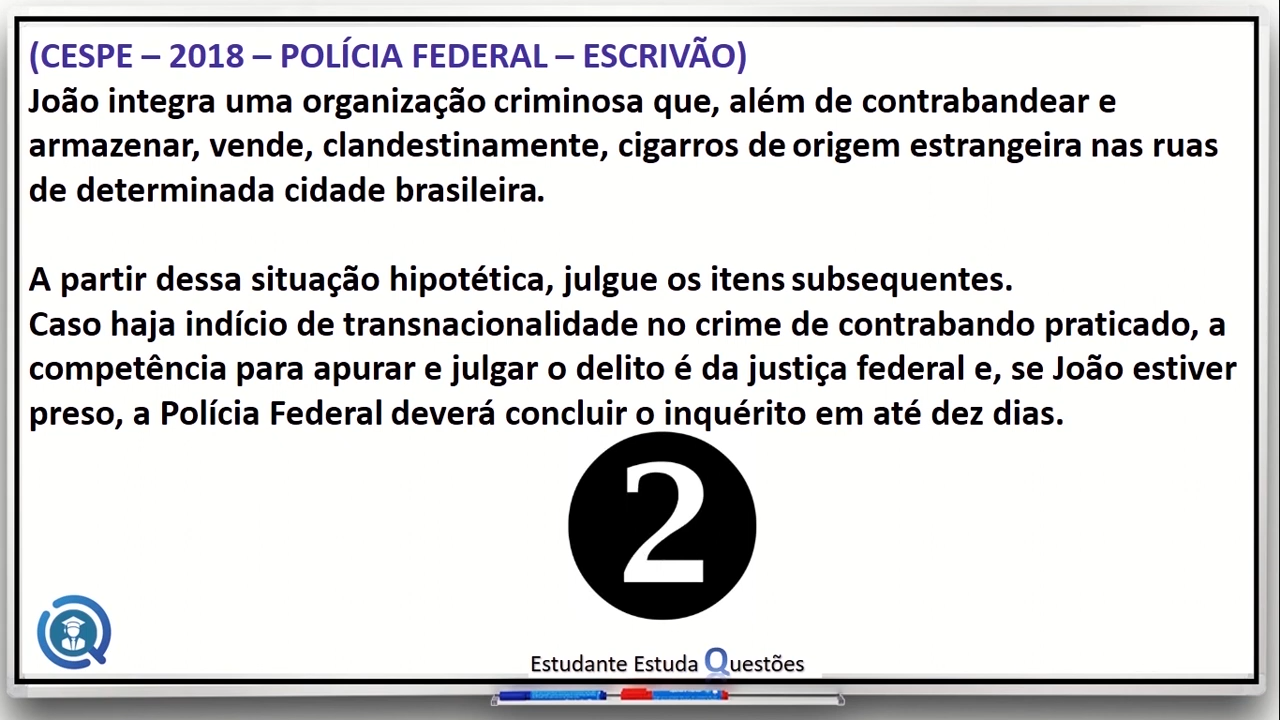 (CESPE – 2018 – POLÍCIA FEDERAL – ESCRIVÃO)
João integra uma organização criminosa que, além de contrabandear e
armazenar, vende, clandestinamente, cigarros de origem estrangeira nas ruas
de determinada cidade brasileira.
A partir dessa situação hipotética, julgue os itens subsequentes.
Caso haja indício de transnacionalidade no crime de contrabando praticado, a
competência para apurar e julgar o delito é da justiça federal e, se João estiver
preso, a Polícia Federal deverá concluir o inquérito em até dez dias.
2
Estudante Estuda Questões